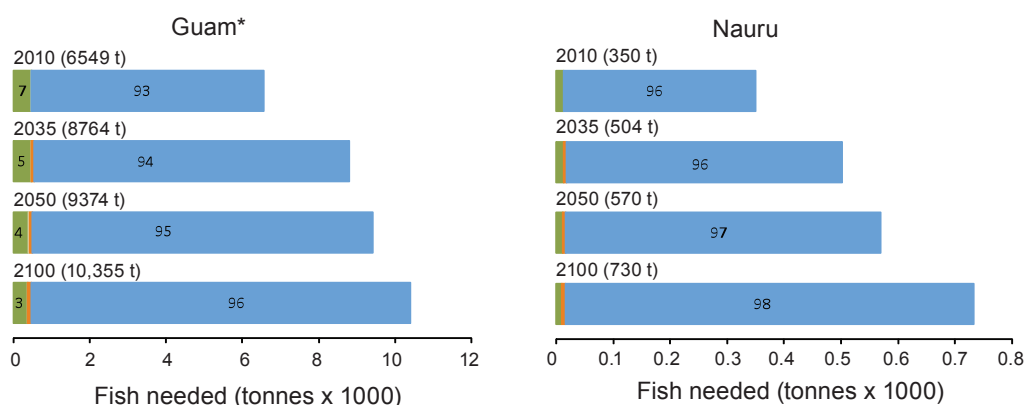 Guam*
2010 (6549 t)
7 93
2035 (8764 t)
5 94
2050 (9374 t)
4 95
2100 (10,355 t)
3 96
0 2 4 6 8 10 12
Fish needed (tonnes x 1000)
Nauru
2010 (350 t)
96
2035 (504 t)
96
2050 (570 t)
97
2100 (730 t)
98
0 0.1 0.2 0.3 0.4 0.5 0.6 0.7 0.8
Fish needed (tonnes x 1000)